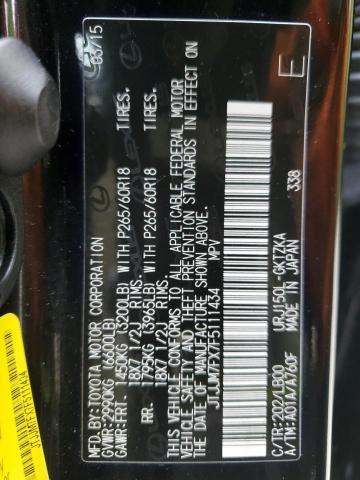 MFD.BY:TOYOTA MOTOR CORPORATION 03/15
GVWR:2990KG (6600LB)
GAWR:FRT. 1450KG (3200LB) WITH P265/60R18 TIRES.
18X7 1/2J RIMS
RR. 1795KG (3965LB) WITH P265/60R18 TIRES.
18X7 1/2J RIMS
THIS VEHICLE CONFORMS TO ALL APPLICABLE FEDERAL MOTOR
VEHICLE SAFETY AND THEFT PREVENTION STANDARDS IN EFFECT ON
THE DATE OF MANUFACTURE SHOWN ABOVE.
JTJJM7FX7F5111434 MPV
E
C/TR:202/LB00 URJ150L-GKTZKA
A/TM:A01A/A760F MADE IN JAPAN 338
JTJJM7FX7F5111434